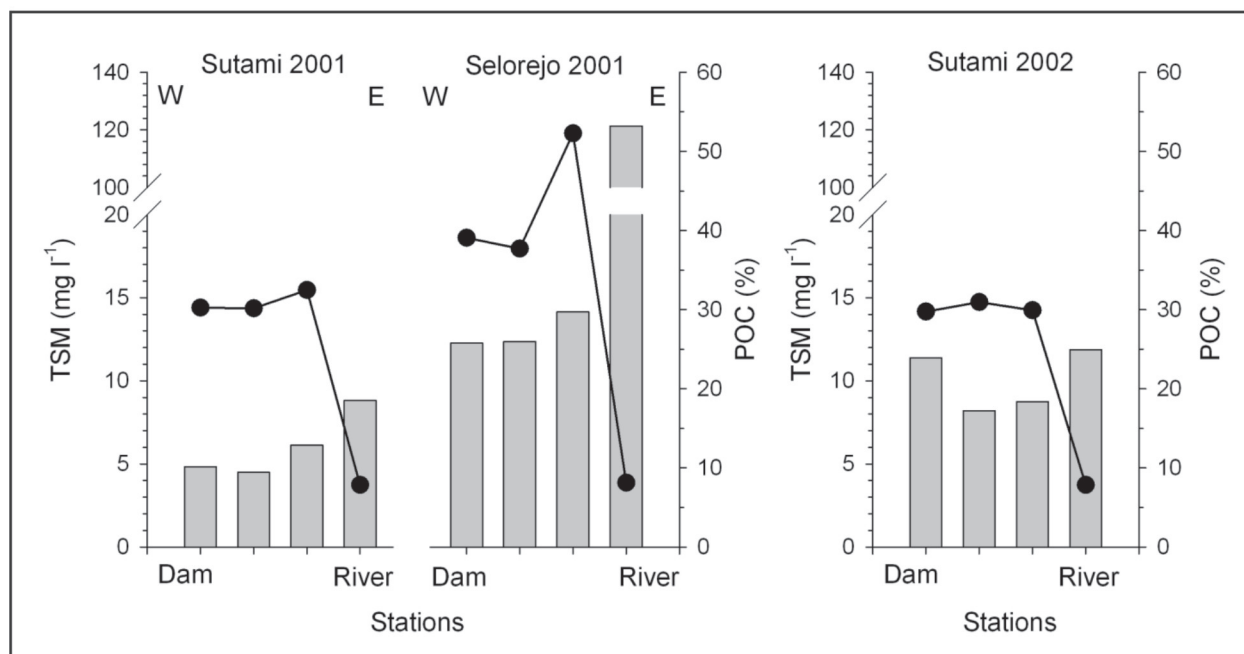 Sutami 2001
Selorejo 2001
Sutami 2002
W E W E
140 60 140 60
120 50 120 50
100 100
20 40 20 40
15 30 15 30
10 20 10 20
5 10 5 10
0 0 0 0
TSM (mg l⁻¹)
POC (%)
TSM (mg l⁻¹)
POC (%)
Dam River Dam River Dam River
Stations Stations